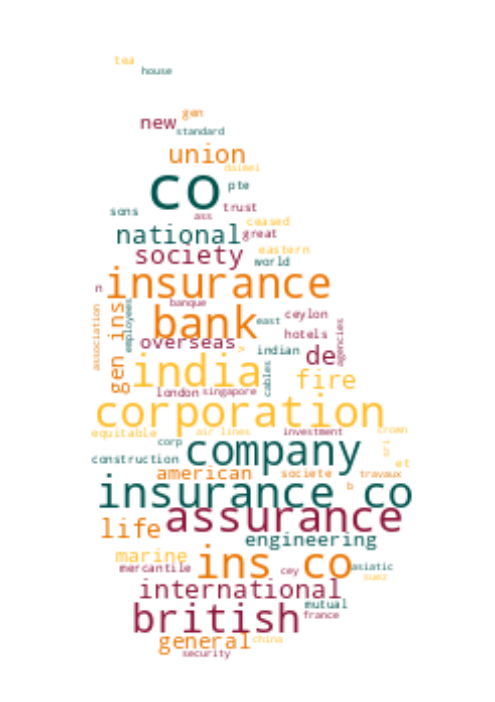 tea
house
gen
new
standard
union
daimei
co
pte
trust
sons
ass
ceased
national
great
society
eastern
world
insurance
n
banque
bank
association
gen ins
employees
east
ceylon
hotels
agencies
overseas
indian
de
india
cables
fire
london
singapore
corporation
equitable
air-lines
investment
crown
corp
company
sri
construction
american
societe
et
travaux
b
insurance co
assurance
life
engineering
marine
ins co
mercantile
cey
asiatic
suez
international
mutual
british
france
general
china
security